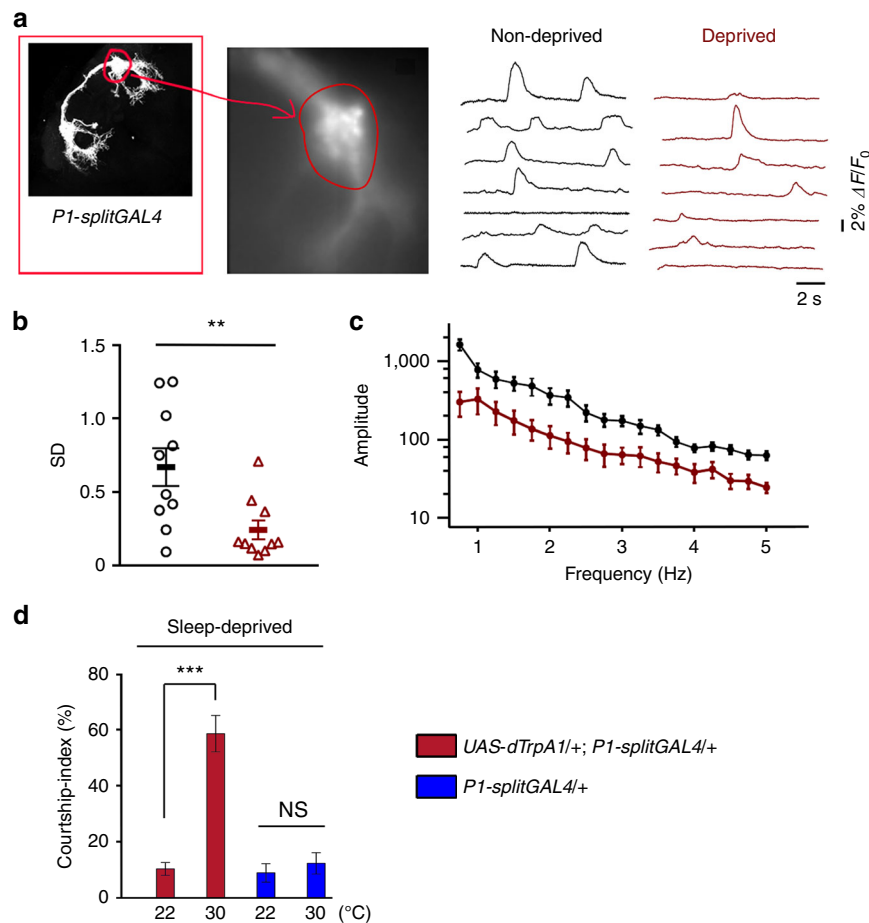 a
Non-deprived
Deprived
P1-splitGAL4
2% ΔF/F0
2 s
b
**
1.5
1.0
0.5
0
SD
c
1,000
100
10
Amplitude
1 2 3 4 5
Frequency (Hz)
d
Sleep-deprived
***
NS
80
60
40
20
0
Courtship-index (%)
22 30 22 30 (°C)
UAS-dTrpA1/+; P1-splitGAL4/+
P1-splitGAL4/+